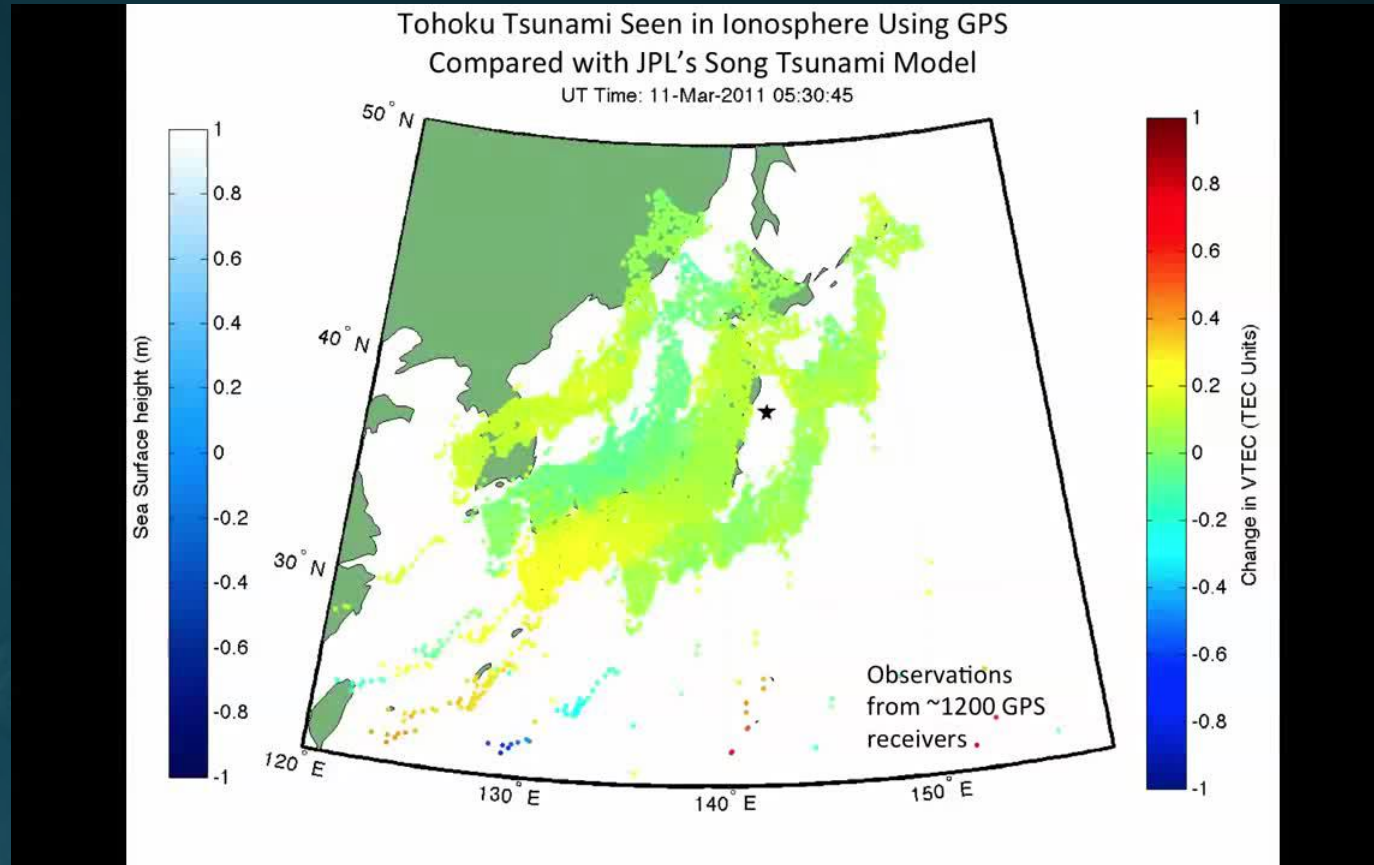 Tohoku Tsunami Seen in Ionosphere Using GPS
Compared with JPL's Song Tsunami Model
UT Time: 11-Mar-2011 05:30:45
Sea Surface height (m)
1
0.8
0.6
0.4
0.2
0
-0.2
-0.4
-0.6
-0.8
-1
50° N
40° N
30° N
120° E
130° E
140° E
150° E
Observations
from ~1200 GPS
receivers
1
0.8
0.6
0.4
0.2
0
-0.2
-0.4
-0.6
-0.8
-1
Change in VTEC (TEC Units)